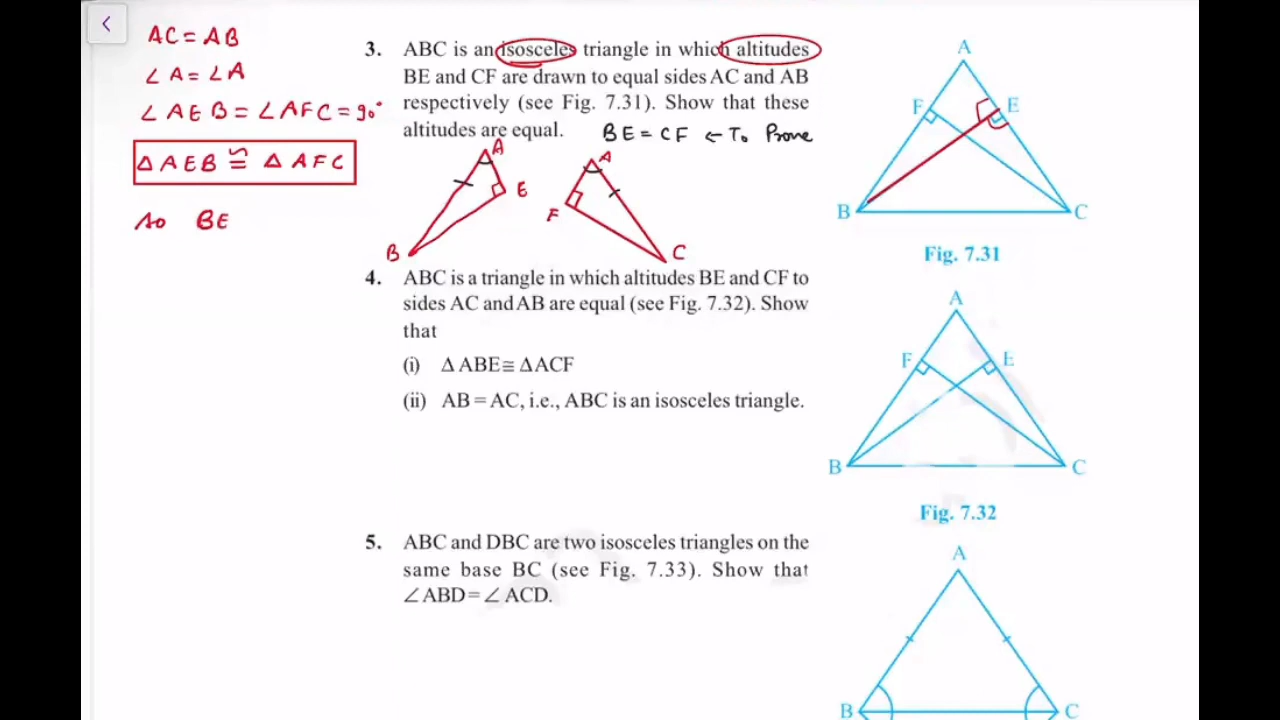 AC = AB
∠A = ∠A
∠AEB = ∠AFC = 90°
Δ AEB ≅ Δ AFC
so BE
3. ABC is an isosceles triangle in which altitudes
BE and CF are drawn to equal sides AC and AB
respectively (see Fig. 7.31). Show that these
altitudes are equal. BE = CF ← To Prove
A
E
B
A
F
C
A
F
E
B
C
Fig. 7.31
4. ABC is a triangle in which altitudes BE and CF to
sides AC and AB are equal (see Fig. 7.32). Show
that
(i) Δ ABE ≅ Δ ACF
(ii) AB = AC, i.e., ABC is an isosceles triangle.
A
F
E
B
C
Fig. 7.32
5. ABC and DBC are two isosceles triangles on the
same base BC (see Fig. 7.33). Show that
∠ ABD = ∠ ACD.
A
B
C